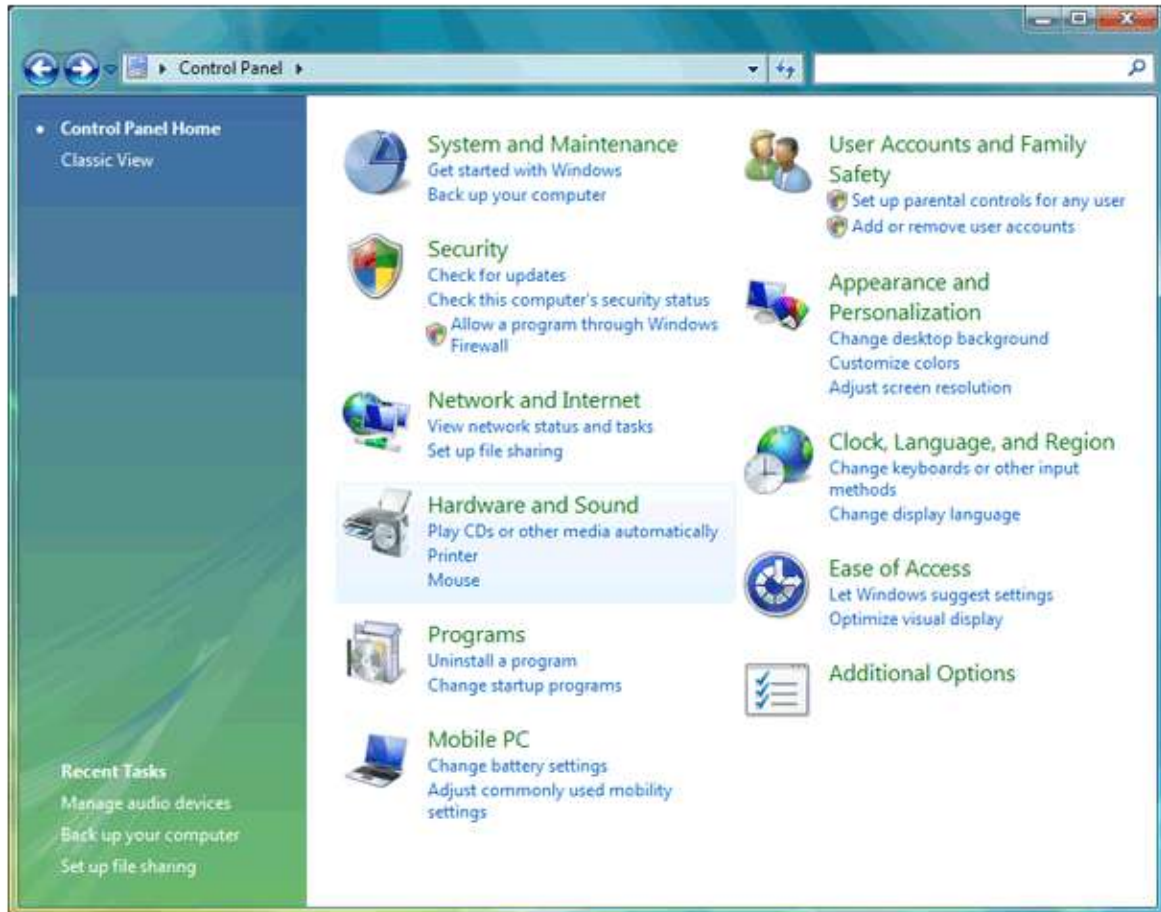 Control Panel
Control Panel Home
Classic View
Recent Tasks
Manage audio devices
Back up your computer
Set up file sharing
System and Maintenance
Get started with Windows
Back up your computer
Security
Check for updates
Check this computer's security status
Allow a program through Windows
Firewall
Network and Internet
View network status and tasks
Set up file sharing
Hardware and Sound
Play CDs or other media automatically
Printer
Mouse
Programs
Uninstall a program
Change startup programs
Mobile PC
Change battery settings
Adjust commonly used mobility
settings
User Accounts and Family
Safety
Set up parental controls for any user
Add or remove user accounts
Appearance and
Personalization
Change desktop background
Customize colors
Adjust screen resolution
Clock, Language, and Region
Change keyboards or other input
methods
Change display language
Ease of Access
Let Windows suggest settings
Optimize visual display
Additional Options